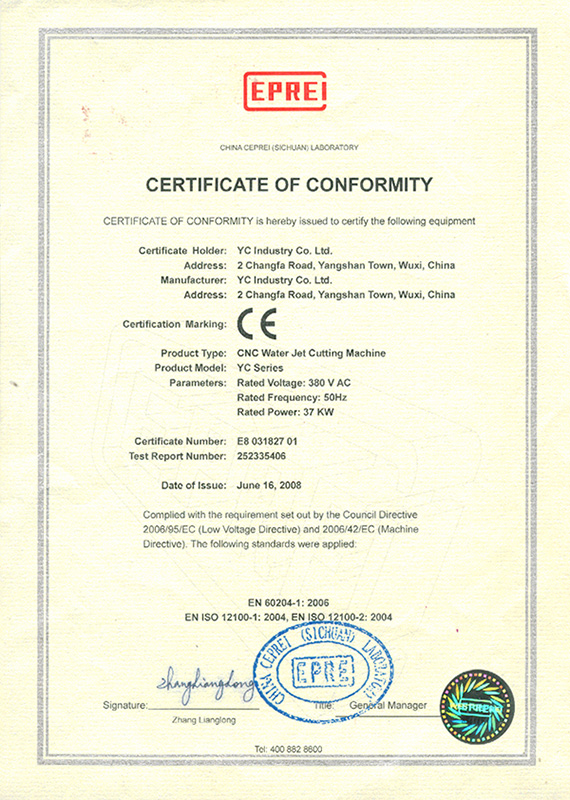 EPREI
CHINA CEPREI (SICHUAN) LABORATORY
CERTIFICATE OF CONFORMITY
CERTIFICATE OF CONFORMITY is hereby issued to certify the following equipment
Certificate Holder: YC Industry Co. Ltd.
Address: 2 Changfa Road, Yangshan Town, Wuxi, China
Manufacturer: YC Industry Co. Ltd.
Address: 2 Changfa Road, Yangshan Town, Wuxi, China
Certification Marking: CE
Product Type: CNC Water Jet Cutting Machine
Product Model: YC Series
Parameters: Rated Voltage: 380 V AC
Rated Frequency: 50Hz
Rated Power: 37 KW
Certificate Number: E8 031827 01
Test Report Number: 252335406
Date of Issue: June 16, 2008
Complied with the requirement set out by the Council Directive
2006/95/EC (Low Voltage Directive) and 2006/42/EC (Machine
Directive). The following standards were applied:
EN 60204-1: 2006
EN ISO 12100-1: 2004, EN ISO 12100-2: 2004
CHINA CEPREI (SICHUAN) LABORATORY
EPREI
zhanglianglong
Signature: Title: General Manager
Zhang Lianglong
Tel: 400 882 8600